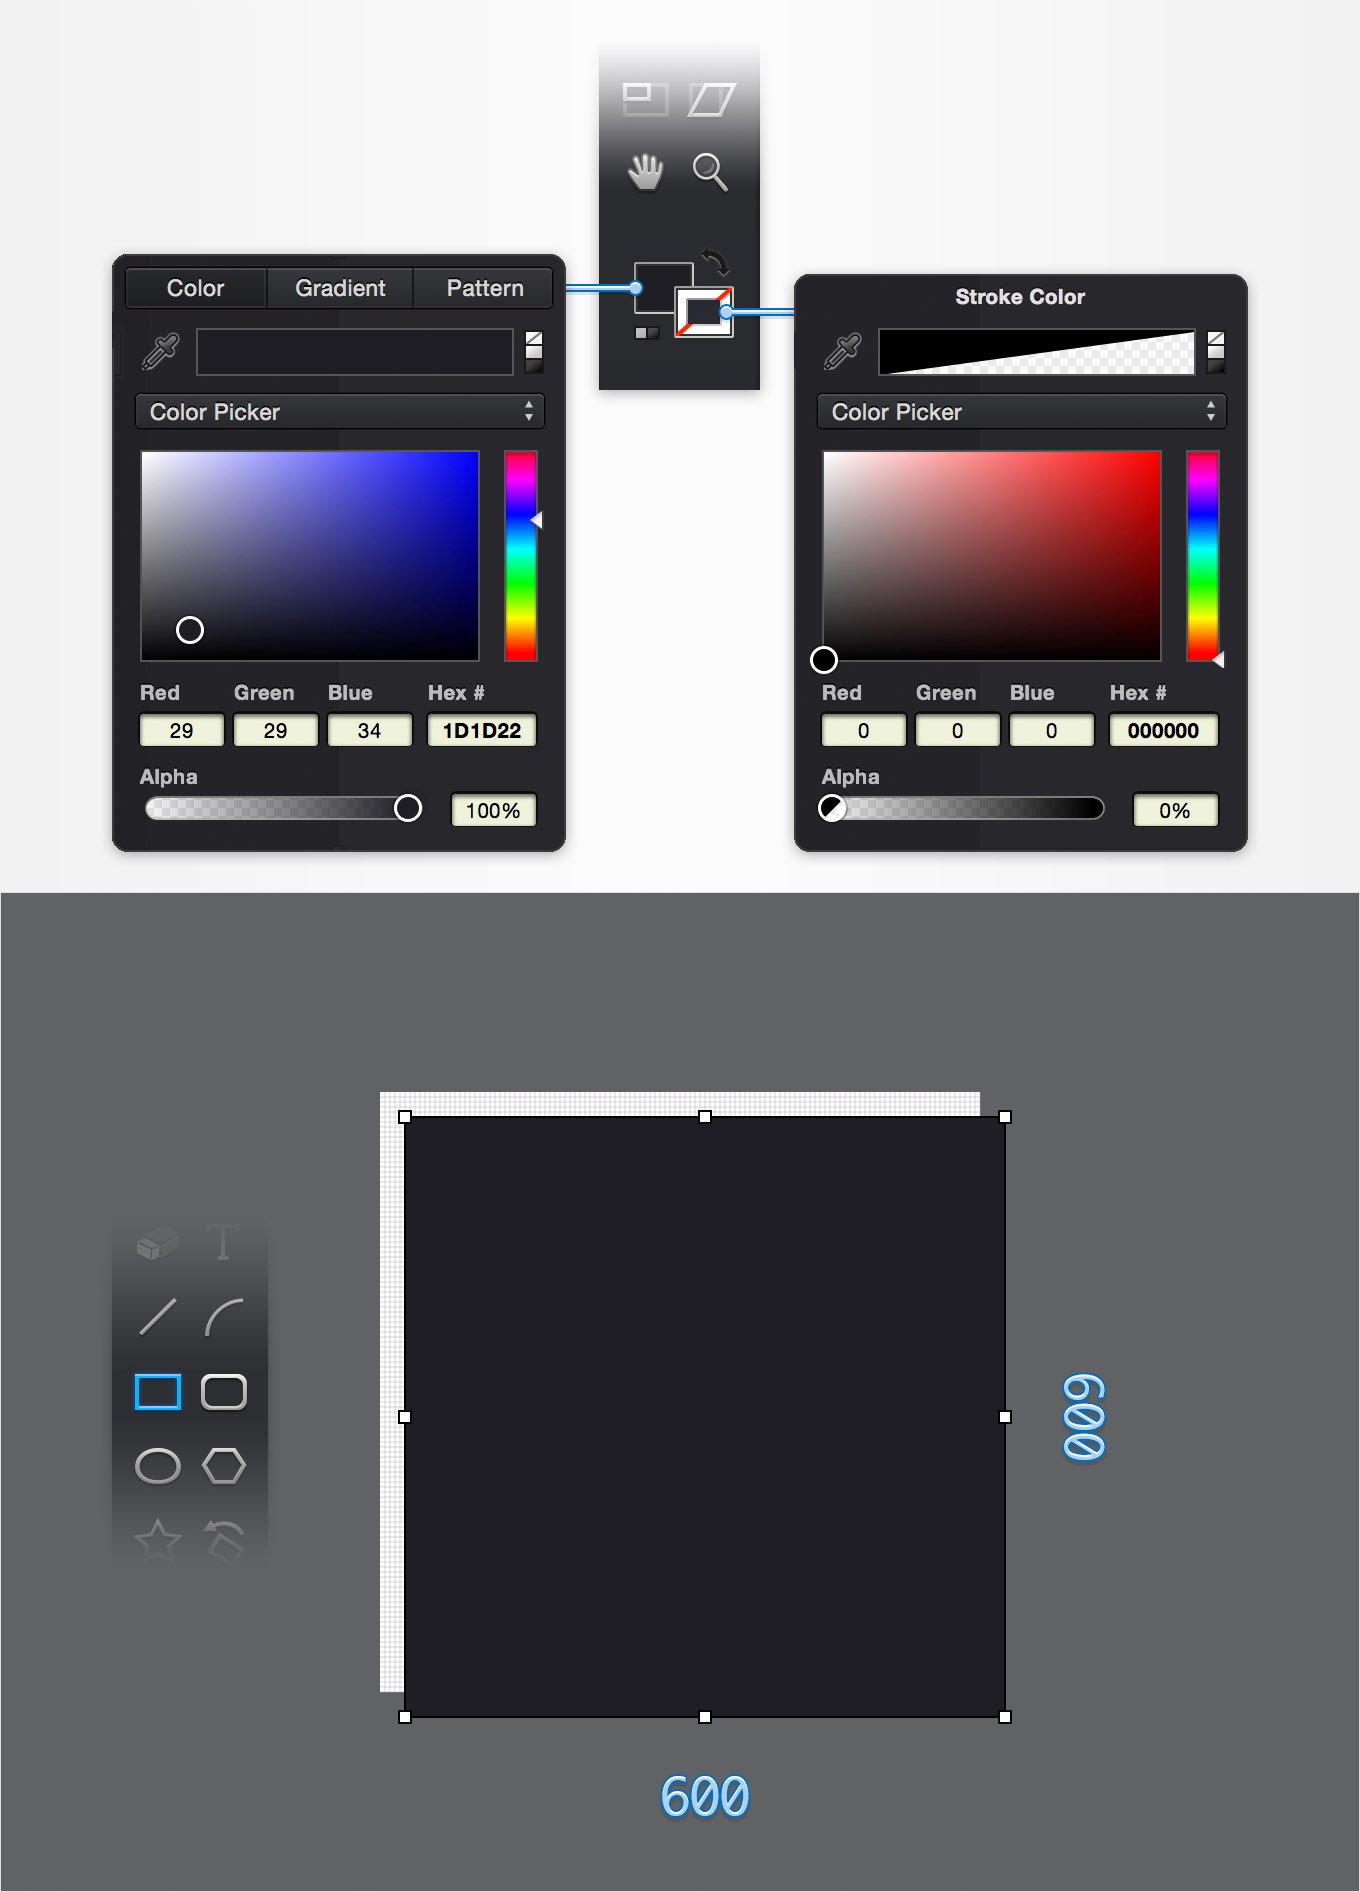 Color Gradient Pattern
Color Picker
Red Green Blue Hex #
29 29 34 1D1D22
Alpha
100%
Stroke Color
Color Picker
Red Green Blue Hex #
0 0 0 000000
Alpha
0%
T
600
600